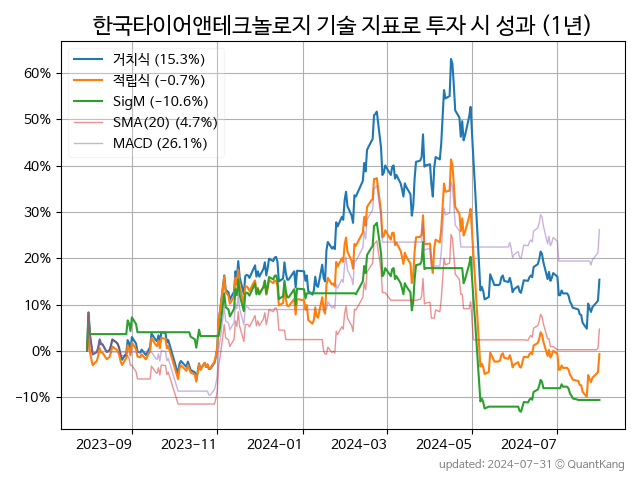 한국타이어앤테크놀로지 기술 지표로 투자 시 성과 (1년)
거치식 (15.3%)
적립식 (−0.7%)
SigM (−10.6%)
SMA(20) (4.7%)
MACD (26.1%)
60%
50%
40%
30%
20%
10%
0%
−10%
2023-09 2023-11 2024-01 2024-03 2024-05 2024-07
updated: 2024-07-31 © QuantKang